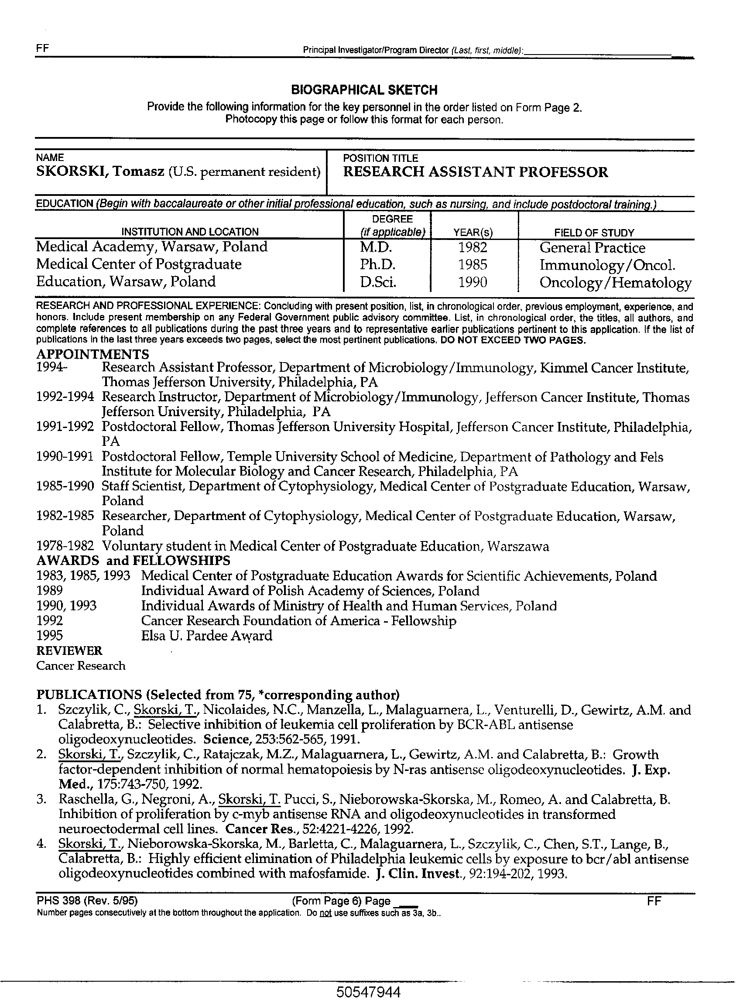 FF
Principal Investigator/Program Director (Last, first, middle):
BIOGRAPHICAL SKETCH
Provide the following information for the key personnel in the order listed on Form Page 2.
Photocopy this page or follow this format for each person.
NAME
SKORSKI, Tomasz (U.S. permanent resident)
POSITION TITLE
RESEARCH ASSISTANT PROFESSOR
EDUCATION (Begin with baccalaureate or other initial professional education, such as nursing, and include postdoctoral training.)
INSTITUTION AND LOCATION DEGREE (if applicable) YEAR(s) FIELD OF STUDY
Medical Academy, Warsaw, Poland M.D. 1982 General Practice
Medical Center of Postgraduate Ph.D. 1985 Immunology/Oncol.
Education, Warsaw, Poland D.Sci. 1990 Oncology/Hematology
RESEARCH AND PROFESSIONAL EXPERIENCE: Concluding with present position, list, in chronological order, previous employment, experience, and
honors. Include present membership on any Federal Government public advisory committee. List, in chronological order, the titles, all authors, and
complete references to all publications during the past three years and to representative earlier publications pertinent to this application. If the list of
publications in the last three years exceeds two pages, select the most pertinent publications. DO NOT EXCEED TWO PAGES.
APPOINTMENTS
1994- Research Assistant Professor, Department of Microbiology/Immunology, Kimmel Cancer Institute,
Thomas Jefferson University, Philadelphia, PA
1992-1994 Research Instructor, Department of Microbiology/Immunology, Jefferson Cancer Institute, Thomas
Jefferson University, Philadelphia, PA
1991-1992 Postdoctoral Fellow, Thomas Jefferson University Hospital, Jefferson Cancer Institute, Philadelphia,
PA
1990-1991 Postdoctoral Fellow, Temple University School of Medicine, Department of Pathology and Fels
Institute for Molecular Biology and Cancer Research, Philadelphia, PA
1985-1990 Staff Scientist, Department of Cytophysiology, Medical Center of Postgraduate Education, Warsaw,
Poland
1982-1985 Researcher, Department of Cytophysiology, Medical Center of Postgraduate Education, Warsaw,
Poland
1978-1982 Voluntary student in Medical Center of Postgraduate Education, Warszawa
AWARDS and FELLOWSHIPS
1983, 1985, 1993 Medical Center of Postgraduate Education Awards for Scientific Achievements, Poland
1989 Individual Award of Polish Academy of Sciences, Poland
1990, 1993 Individual Awards of Ministry of Health and Human Services, Poland
1992 Cancer Research Foundation of America - Fellowship
1995 Elsa U. Pardee Award
REVIEWER
Cancer Research
PUBLICATIONS (Selected from 75, *corresponding author)
1. Szczylik, C., Skorski, T., Nicolaides, N.C., Manzella, L., Malaguarnera, L., Venturelli, D., Gewirtz, A.M. and
Calabretta, B.: Selective inhibition of leukemia cell proliferation by BCR-ABL antisense
oligodeoxynucleotides. Science, 253:562-565, 1991.
2. Skorski, T., Szczylik, C., Ratajczak, M.Z., Malaguarnera, L., Gewirtz, A.M. and Calabretta, B.: Growth
factor-dependent inhibition of normal hematopoiesis by N-ras antisense oligodeoxynucleotides. J. Exp.
Med., 175:743-750, 1992.
3. Raschella, G., Negroni, A., Skorski, T. Pucci, S., Nieborowska-Skorska, M., Romeo, A. and Calabretta, B.
Inhibition of proliferation by c-myb antisense RNA and oligodeoxynucleotides in transformed
neuroectodermal cell lines. Cancer Res., 52:4221-4226, 1992.
4. Skorski, T., Nieborowska-Skorska, M., Barletta, C., Malaguarnera, L., Szczylik, C., Chen, S.T., Lange, B.,
Calabretta, B.: Highly efficient elimination of Philadelphia leukemic cells by exposure to bcr/abl antisense
oligodeoxynucleotides combined with mafosfamide. J. Clin. Invest., 92:194-202, 1993.
PHS 398 (Rev. 5/95) (Form Page 6) Page FF
Number pages consecutively at the bottom throughout the application. Do not use suffixes such as 3a, 3b..
50547944